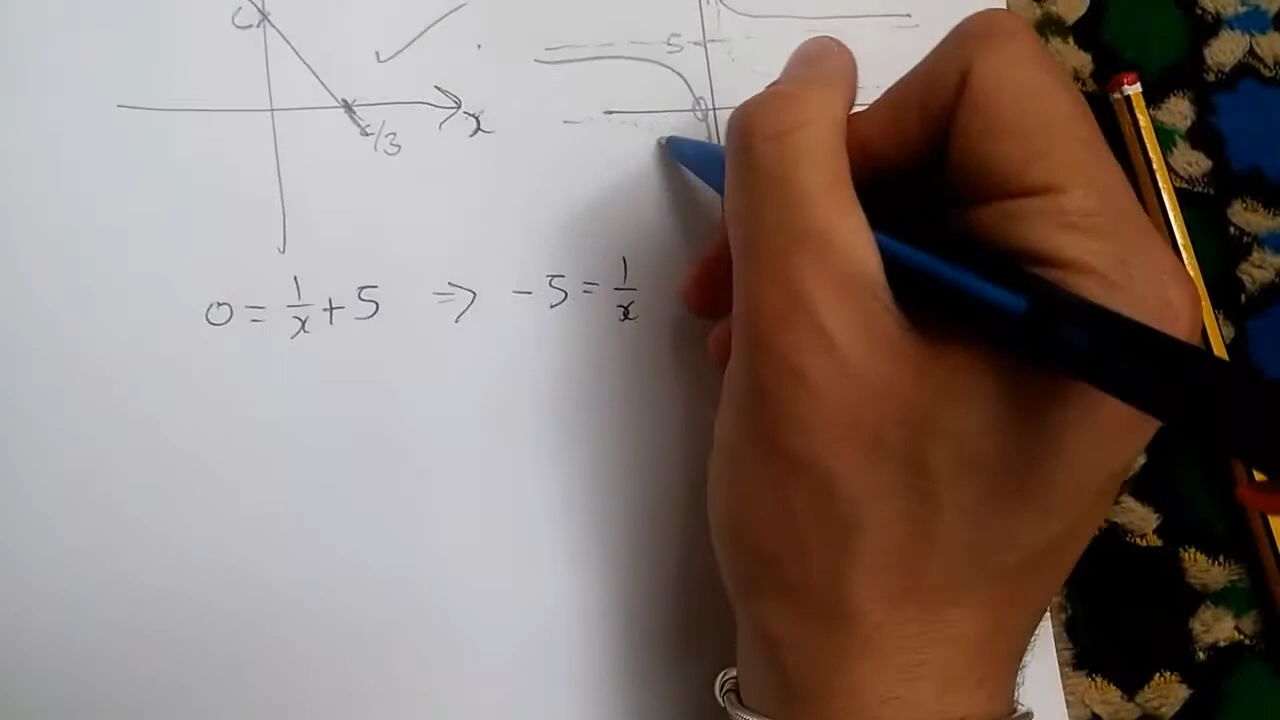 C
5
c/3
x
0 = 1/x + 5 ⇒ -5 = 1/x